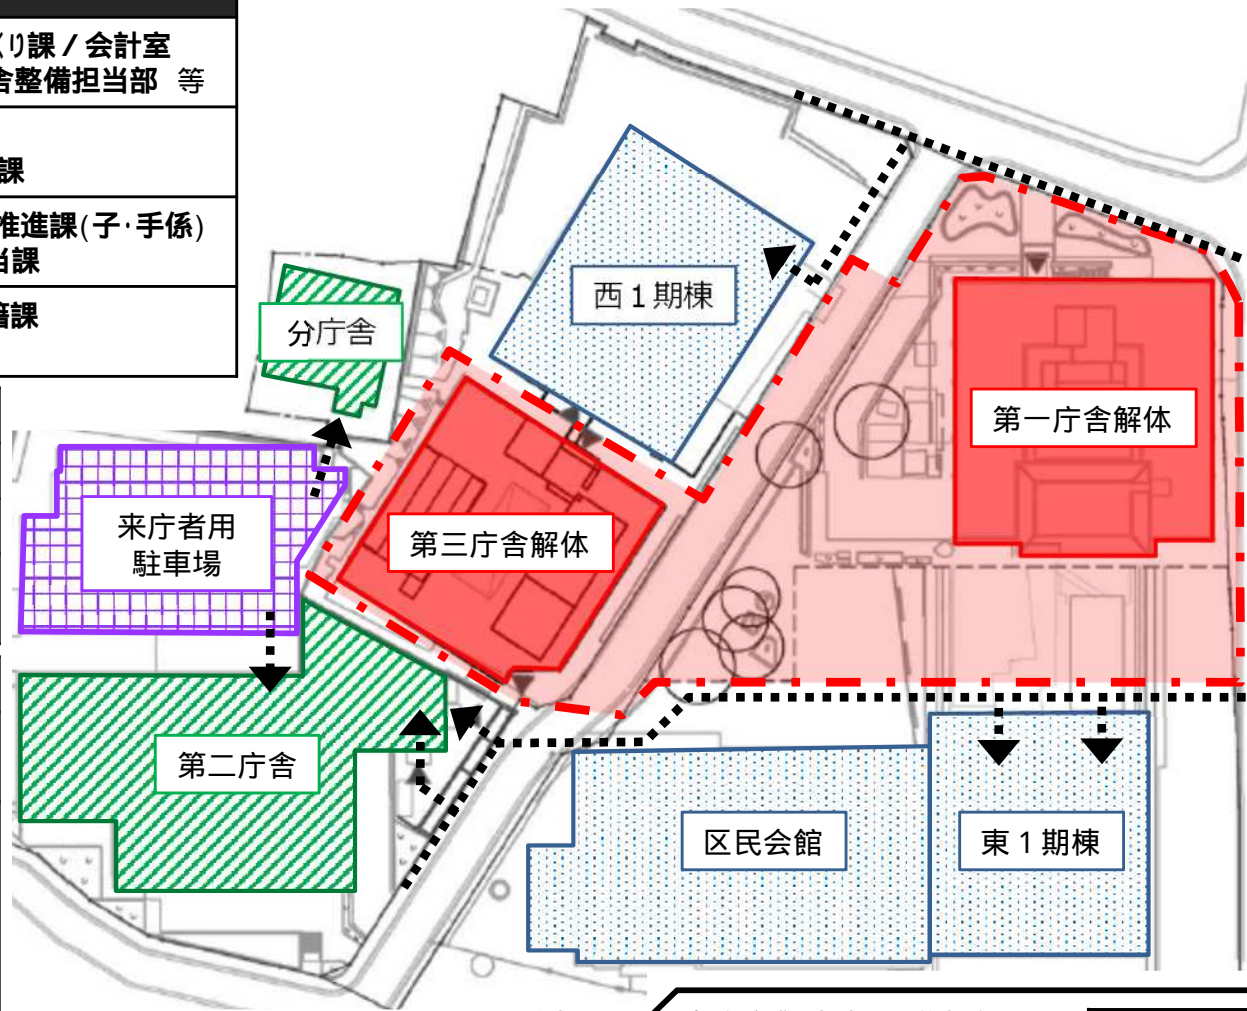 り課 / 会計室
舎整備担当部 等
課
推進課(子·手係)
当課
籍課
西１期棟
分庁舎
第一庁舎解体
来庁者用
駐車場
第三庁舎解体
第二庁舎
区民会館
東１期棟